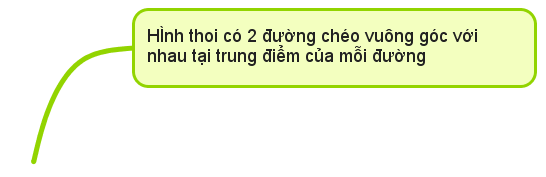 HÌnh thoi có 2 đường chéo vuông góc với
nhau tại trung điểm của mỗi đường